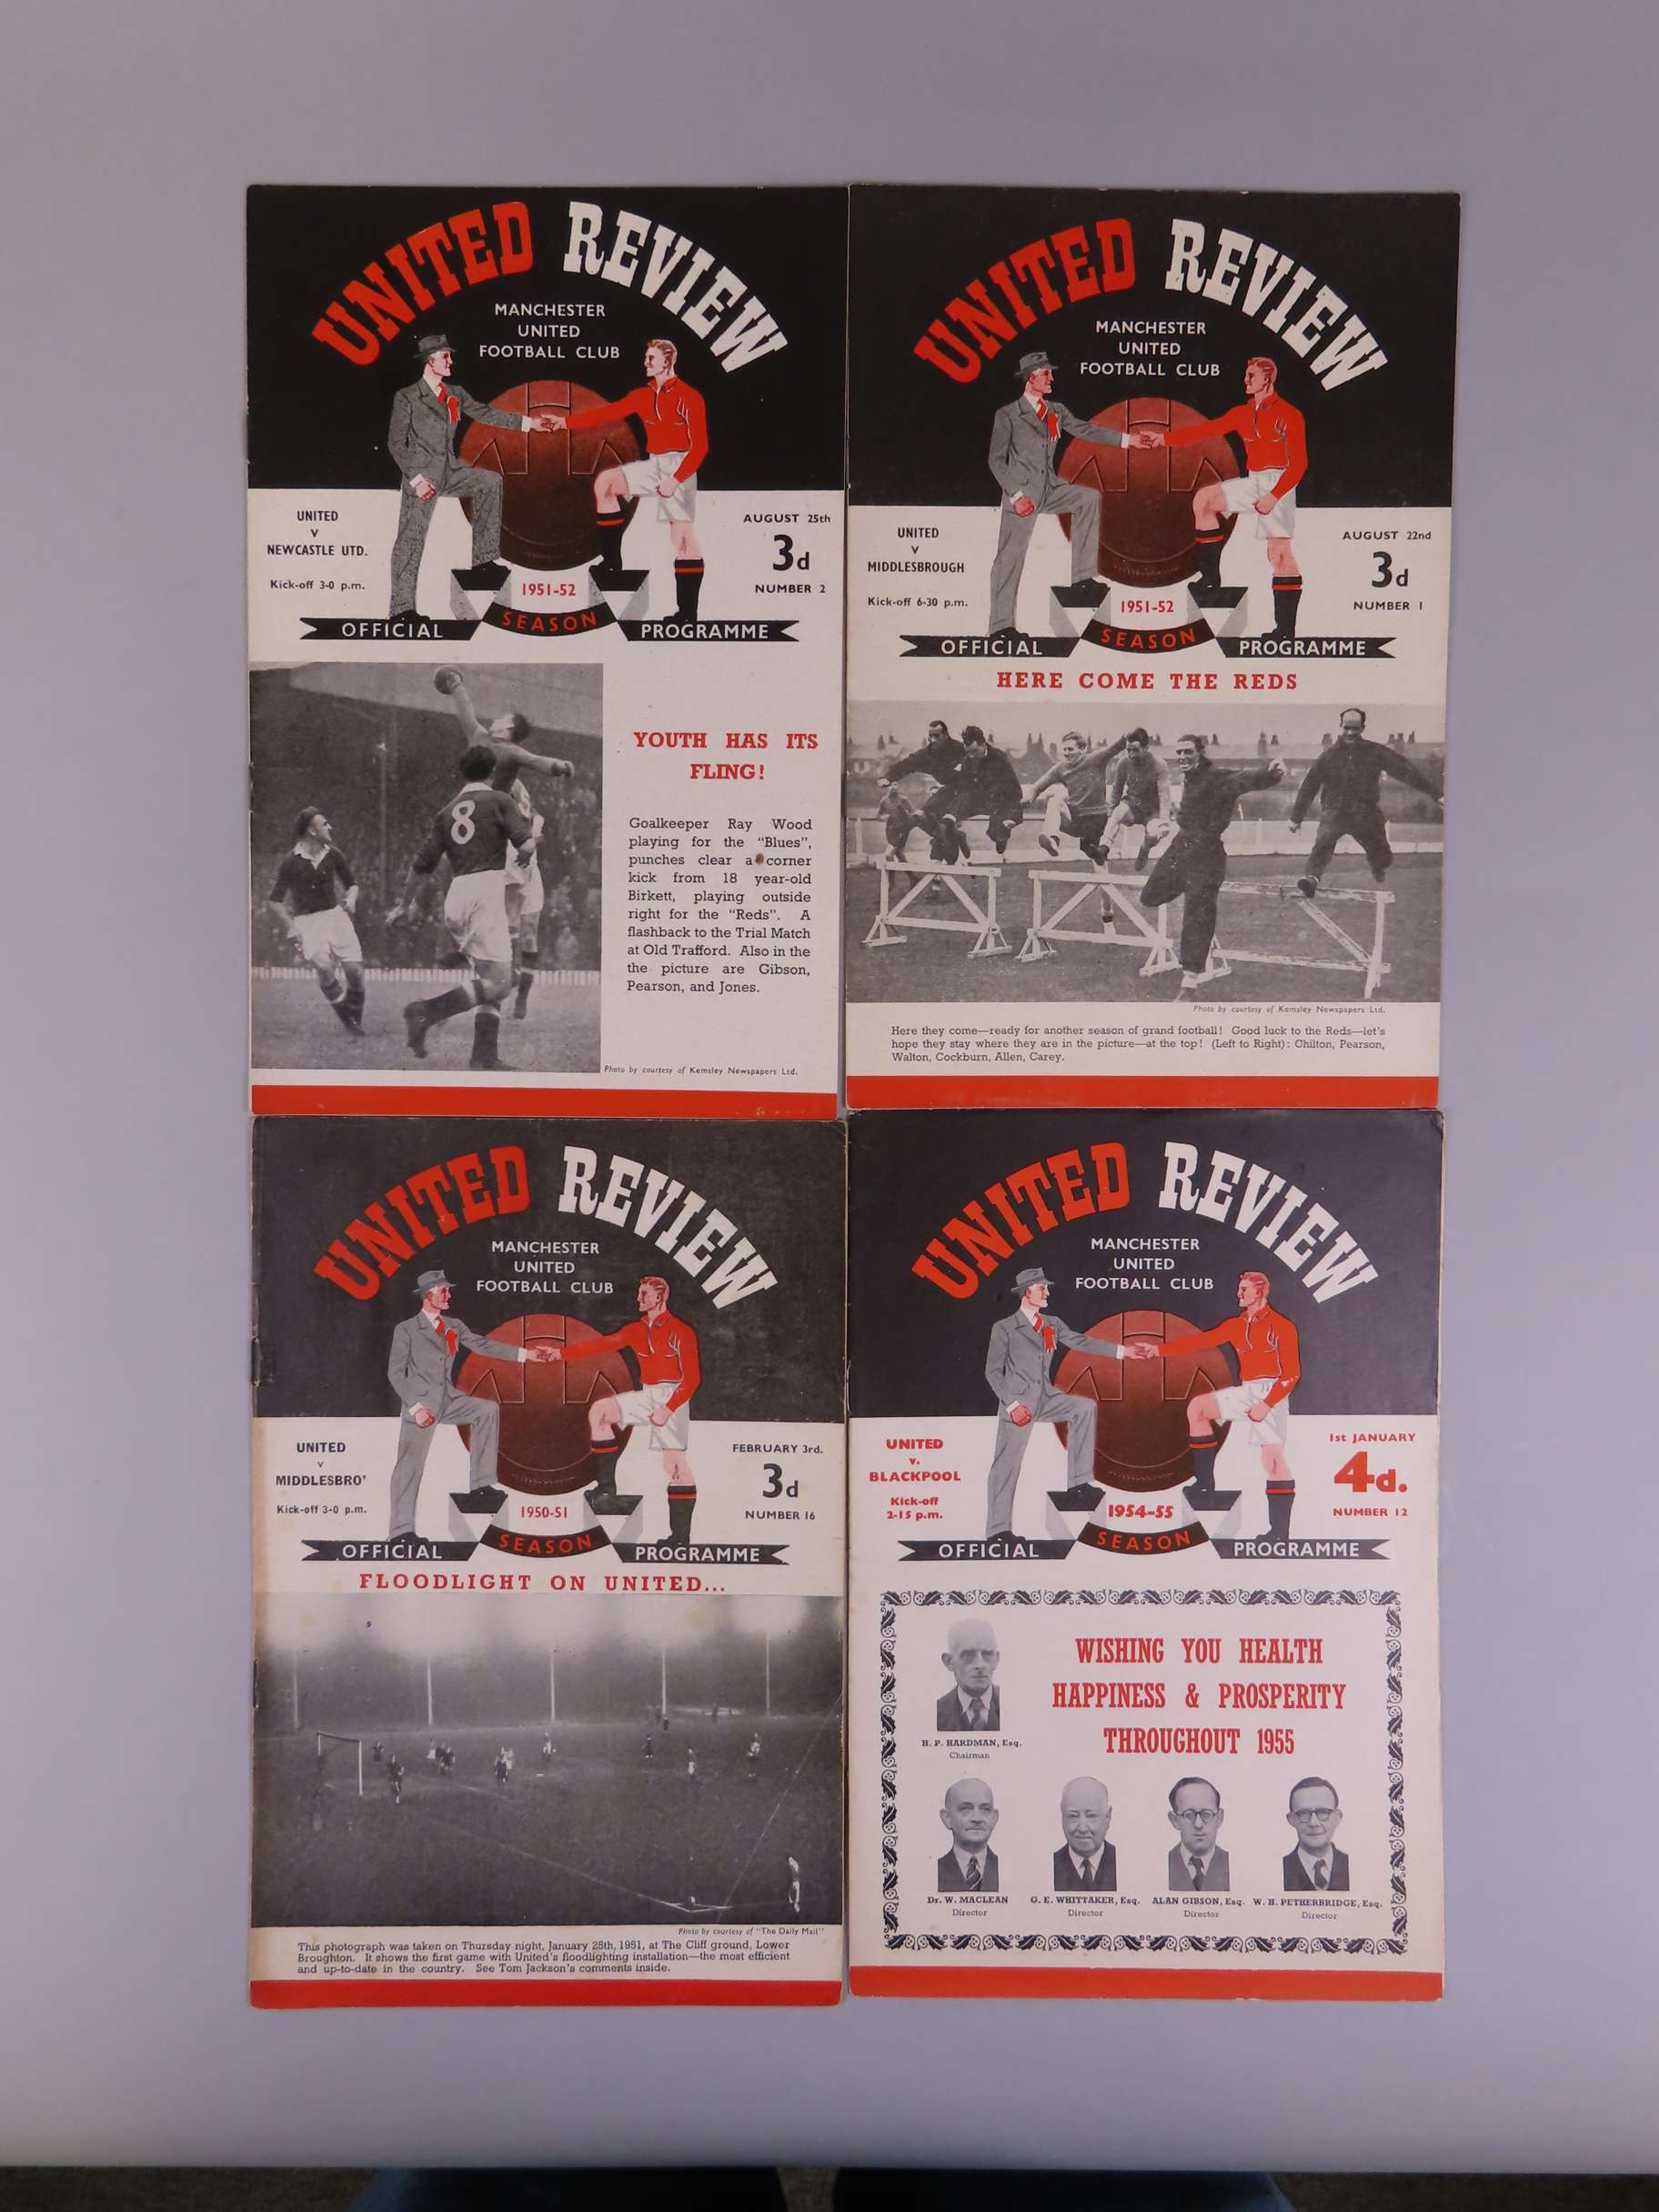 UNITED REVIEW
MANCHESTER
UNITED
FOOTBALL CLUB
UNITED
V
NEWCASTLE UTD.
Kick-off 3-0 p.m.
AUGUST 25th
3d
NUMBER 2
1951-52
SEASON
OFFICIAL
PROGRAMME
8
YOUTH HAS ITS
FLING!
Goalkeeper Ray Wood
playing for the "Blues",
punches clear a corner
kick from 18 year-old
Birkett, playing outside
right for the "Reds". A
flashback to the Trial Match
at Old Trafford. Also in the
the picture are Gibson,
Pearson, and Jones.
Photo by courtesy of Kemsley Newspapers Ltd.
UNITED REVIEW
MANCHESTER
UNITED
FOOTBALL CLUB
UNITED
V
MIDDLESBROUGH
Kick-off 6-30 p.m.
AUGUST 22nd
3d
NUMBER 1
1951-52
SEASON
OFFICIAL
PROGRAMME
HERE COME THE REDS
Photo by courtesy of Kemsley Newspapers Ltd.
Here they come—ready for another season of grand football! Good luck to the Reds—let's
hope they stay where they are in the picture—at the top! (Left to Right): Chilton, Pearson,
Walton, Cockburn, Allen, Carey.
UNITED REVIEW
MANCHESTER
UNITED
FOOTBALL CLUB
UNITED
v
MIDDLESBRO'
Kick-off 3-0 p.m.
FEBRUARY 3rd.
3d
NUMBER 16
1950-51
SEASON
OFFICIAL
PROGRAMME
FLOODLIGHT ON UNITED...
Photo by courtesy of "The Daily Mail"
This photograph was taken on Thursday night, January 25th, 1951, at The Cliff ground, Lower
Broughton. It shows the first game with United's floodlighting installation—the most efficient
and up-to-date in the country. See Tom Jackson's comments inside.
UNITED REVIEW
MANCHESTER
UNITED
FOOTBALL CLUB
UNITED
v.
BLACKPOOL
Kick-off
2-15 p.m.
1st JANUARY
4d.
NUMBER 12
1954-55
SEASON
OFFICIAL
PROGRAMME
WISHING YOU HEALTH
HAPPINESS & PROSPERITY
THROUGHOUT 1955
H. P. HARDMAN, Esq.
Chairman
Dr. W. MACLEAN
Director
G. E. WHITTAKER, Esq.
Director
ALAN GIBSON, Esq.
Director
W. H. PETHERBRIDGE, Esq.
Director